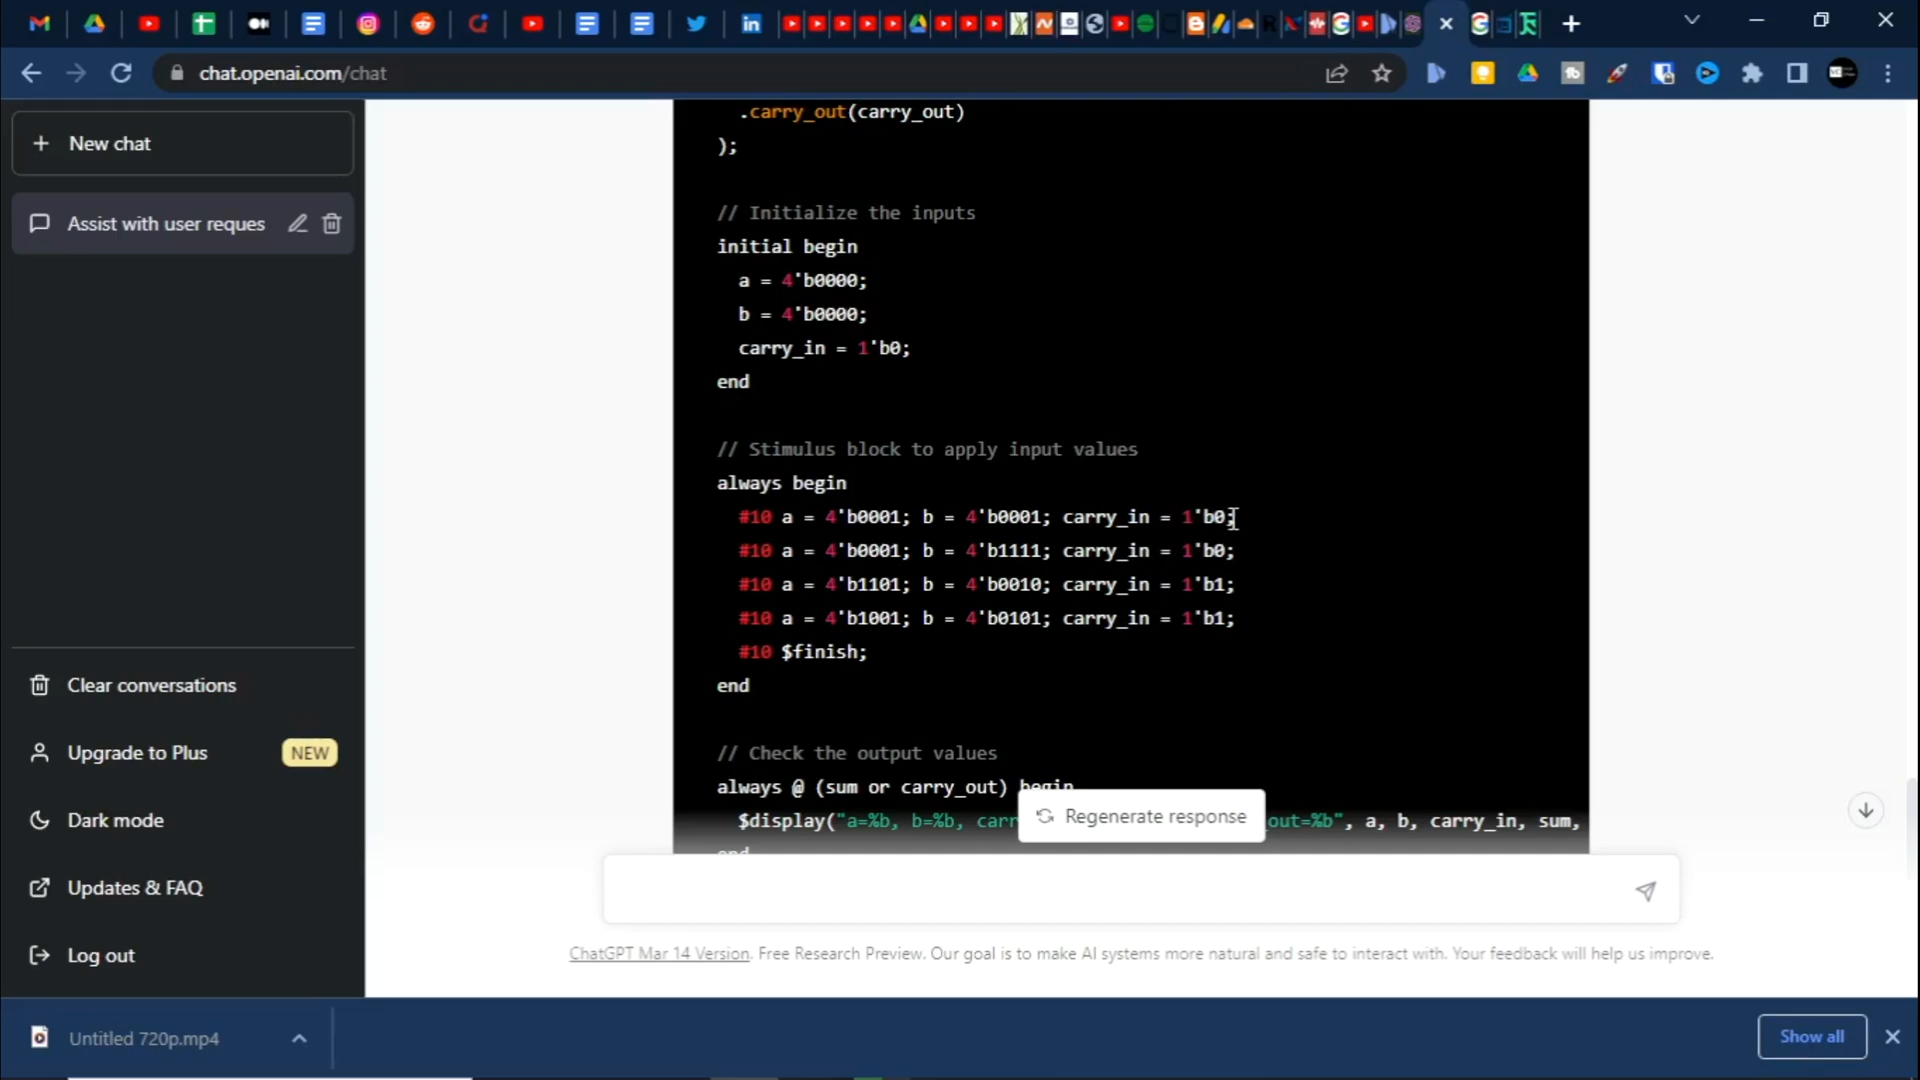 chat.openai.com/chat
New chat
Assist with user reques
.carry_out(carry_out)
);
// Initialize the inputs
initial begin
a = 4'b0000;
b = 4'b0000;
carry_in = 1'b0;
end
// Stimulus block to apply input values
always begin
#10 a = 4'b0001; b = 4'b0001; carry_in = 1'b0;
#10 a = 4'b0001; b = 4'b1111; carry_in = 1'b0;
#10 a = 4'b1101; b = 4'b0010; carry_in = 1'b1;
#10 a = 4'b1001; b = 4'b0101; carry_in = 1'b1;
#10 $finish;
end
// Check the output values
always @ (sum or carry_out) begin
$display("a=%b, b=%b, carr out=%b", a, b, carry_in, sum,
end
Regenerate response
Clear conversations
Upgrade to Plus NEW
Dark mode
Updates & FAQ
Log out
ChatGPT Mar 14 Version. Free Research Preview. Our goal is to make AI systems more natural and safe to interact with. Your feedback will help us improve.
Untitled 720p.mp4
Show all